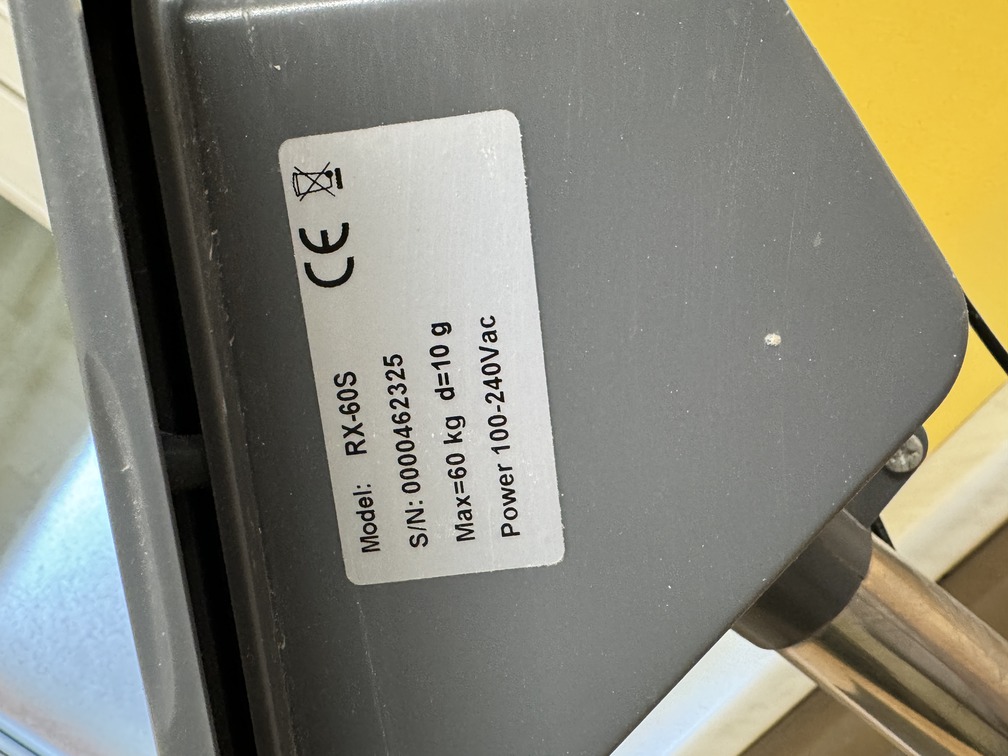 Model: RX-60S
S/N: 0000462325
Max=60 kg d=10 g
Power 100-240Vac
CE